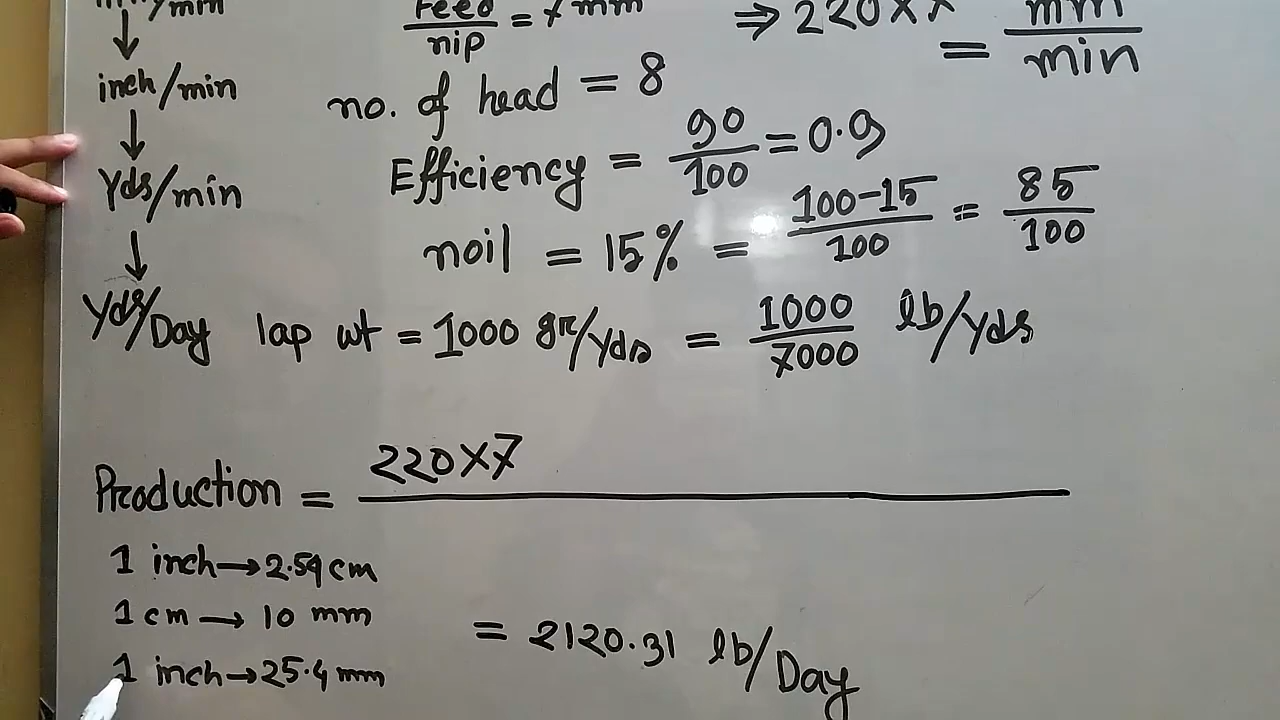 mm/min
↓
inch/min
↓
Yds/min
↓
Yds/Day
Feed/nip = 7 mm
⇒ 220×7
= mm/min
no. of head = 8
Efficiency = 90/100 = 0.9
noil = 15% = 100-15/100 = 85/100
lap wt = 1000 gr/yds = 1000/7000 lb/yds
Production = 220×7
1 inch→2.54 cm
1 cm → 10 mm
1 inch→25.4 mm
= 2120.31 lb/Day